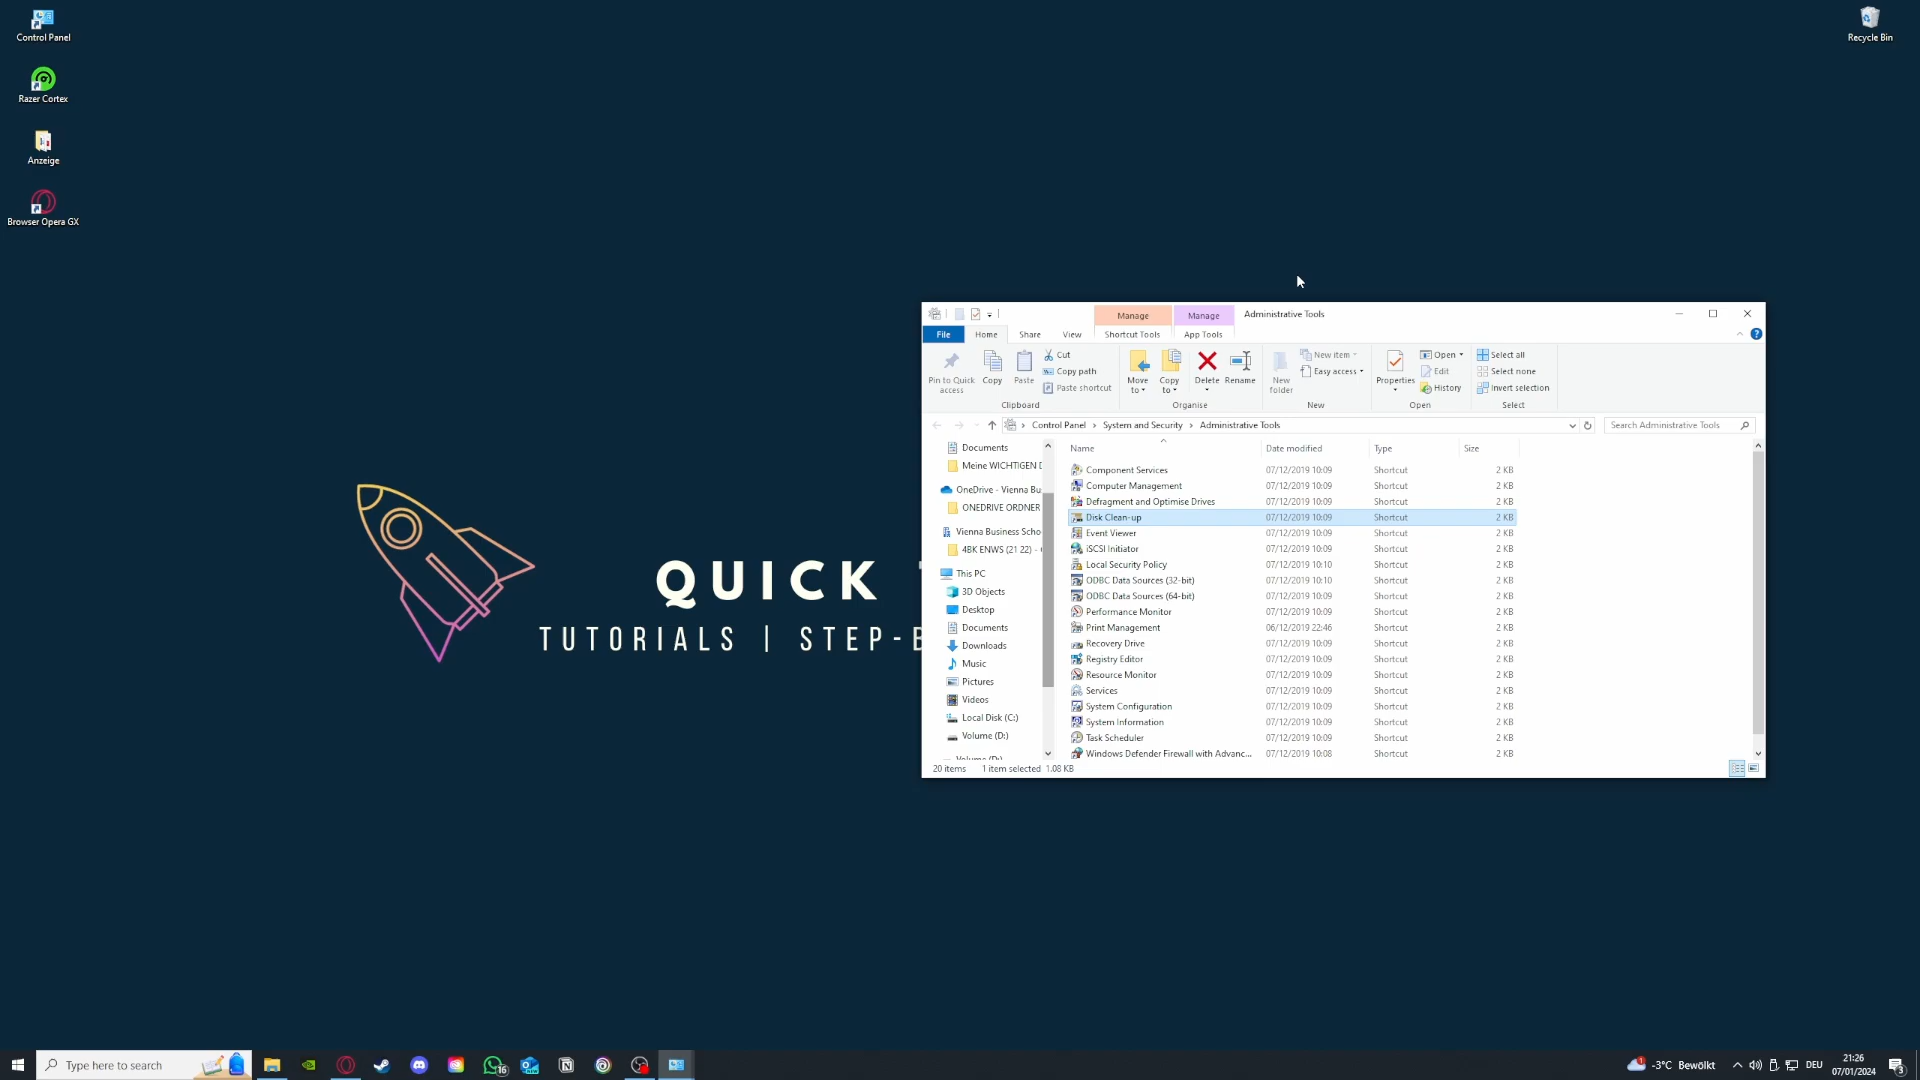 Control Panel
Razer Cortex
Anzeige
Browser Opera GX
Recycle Bin
QUICK
TUTORIALS | STEP-B
Manage
Manage
Administrative Tools
File
Home
Share
View
Shortcut Tools
App Tools
Pin to Quick access
Copy
Paste
Cut
Copy path
Paste shortcut
Move to
Copy to
Delete
Rename
New folder
New item
Easy access
Properties
Open
Edit
History
Select all
Select none
Invert selection
Clipboard
Organise
New
Open
Select
Control Panel > System and Security > Administrative Tools
Search Administrative Tools
Documents
Meine WICHTIGEN D
OneDrive - Vienna Bu
ONEDRIVE ORDNER
Vienna Business Scho
4BK ENWS (21 22) -
This PC
3D Objects
Desktop
Documents
Downloads
Music
Pictures
Videos
Local Disk (C:)
Volume (D:)
Volume (D:)
Name Date modified Type Size
Component Services 07/12/2019 10:09 Shortcut 2 KB
Computer Management 07/12/2019 10:09 Shortcut 2 KB
Defragment and Optimise Drives 07/12/2019 10:09 Shortcut 2 KB
Disk Clean-up 07/12/2019 10:09 Shortcut 2 KB
Event Viewer 07/12/2019 10:09 Shortcut 2 KB
iSCSI Initiator 07/12/2019 10:09 Shortcut 2 KB
Local Security Policy 07/12/2019 10:10 Shortcut 2 KB
ODBC Data Sources (32-bit) 07/12/2019 10:10 Shortcut 2 KB
ODBC Data Sources (64-bit) 07/12/2019 10:09 Shortcut 2 KB
Performance Monitor 07/12/2019 10:09 Shortcut 2 KB
Print Management 06/12/2019 22:46 Shortcut 2 KB
Recovery Drive 07/12/2019 10:09 Shortcut 2 KB
Registry Editor 07/12/2019 10:09 Shortcut 2 KB
Resource Monitor 07/12/2019 10:09 Shortcut 2 KB
Services 07/12/2019 10:09 Shortcut 2 KB
System Configuration 07/12/2019 10:09 Shortcut 2 KB
System Information 07/12/2019 10:09 Shortcut 2 KB
Task Scheduler 07/12/2019 10:09 Shortcut 2 KB
Windows Defender Firewall with Advanc... 07/12/2019 10:08 Shortcut 2 KB
20 items 1 item selected 1.08 KB
Type here to search
16
1
-3°C Bewölkt
DEU
21:26
07/01/2024
3